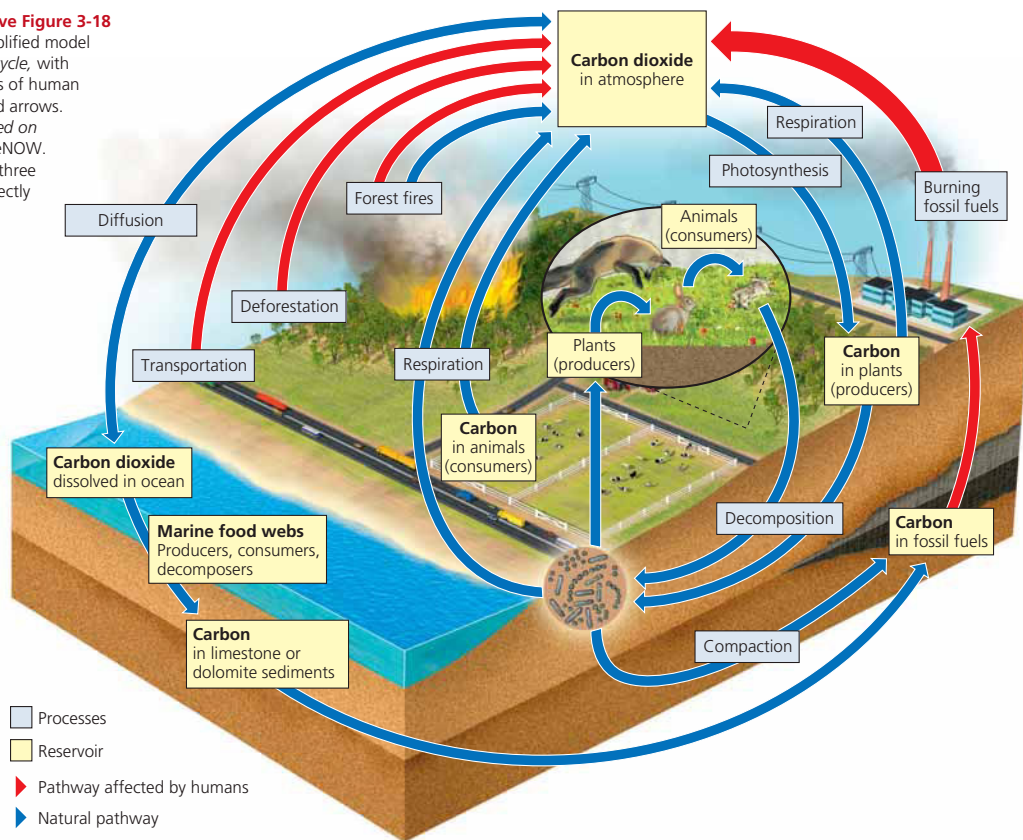 ve Figure 3-18
plified model
ycle, with
s of human
d arrows.
ed on
eNOW.
three
ectly
Carbon dioxide
in atmosphere
Respiration
Photosynthesis
Burning
fossil fuels
Forest fires
Diffusion
Animals
(consumers)
Deforestation
Plants
(producers)
Transportation
Respiration
Carbon
in plants
(producers)
Carbon
in animals
(consumers)
Carbon dioxide
dissolved in ocean
Marine food webs
Producers, consumers,
decomposers
Decomposition
Carbon
in fossil fuels
Carbon
in limestone or
dolomite sediments
Compaction
Processes
Reservoir
Pathway affected by humans
Natural pathway